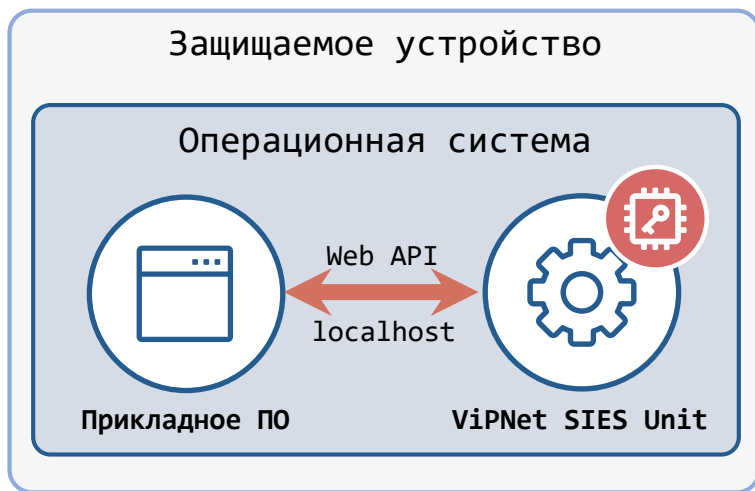 Защищаемое устройство
Операционная система
Web API
localhost
Прикладное ПО
ViPNet SIES Unit